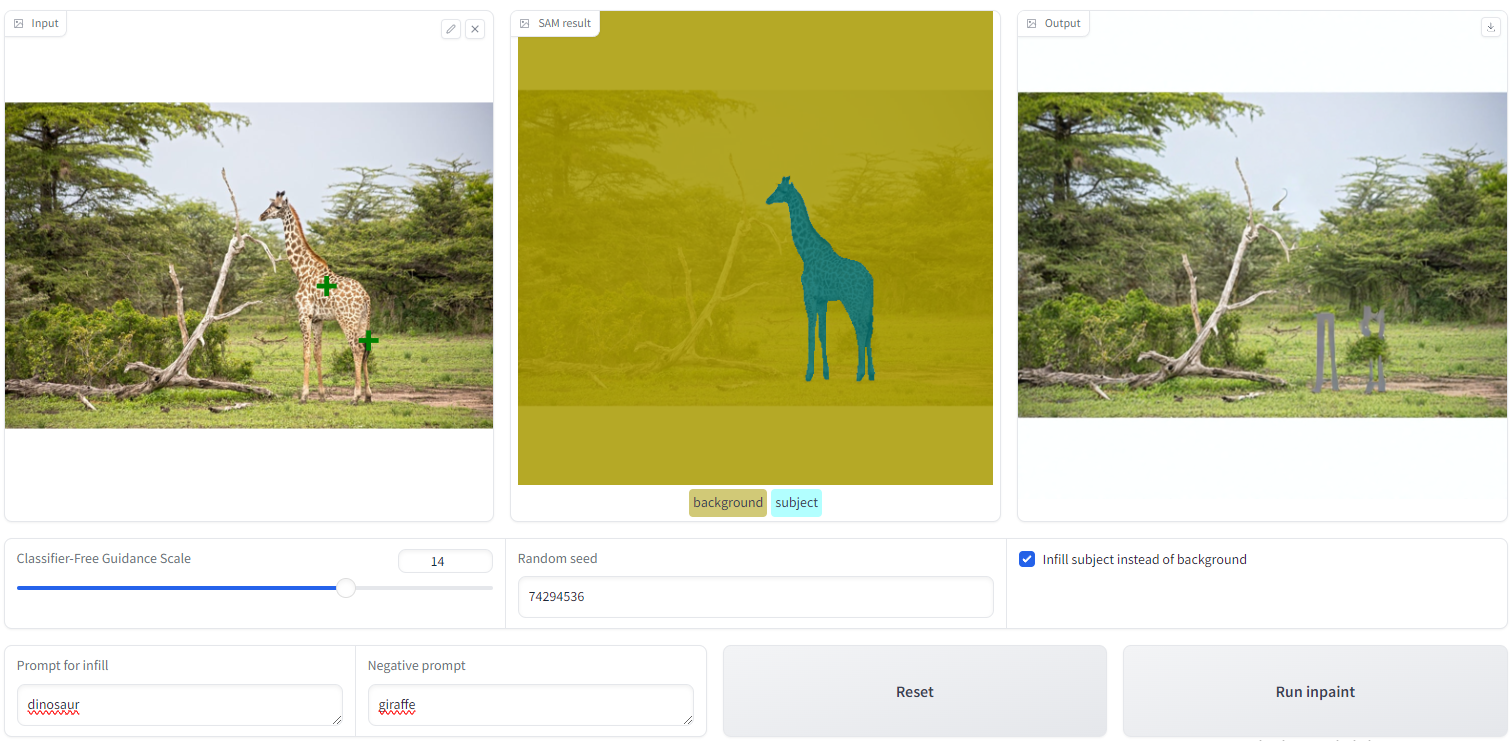 Input
SAM result
Output
background subject
Classifier-Free Guidance Scale
14
Random seed
74294536
Infill subject instead of background
Prompt for infill
dinosaur
Negative prompt
giraffe
Reset
Run inpaint